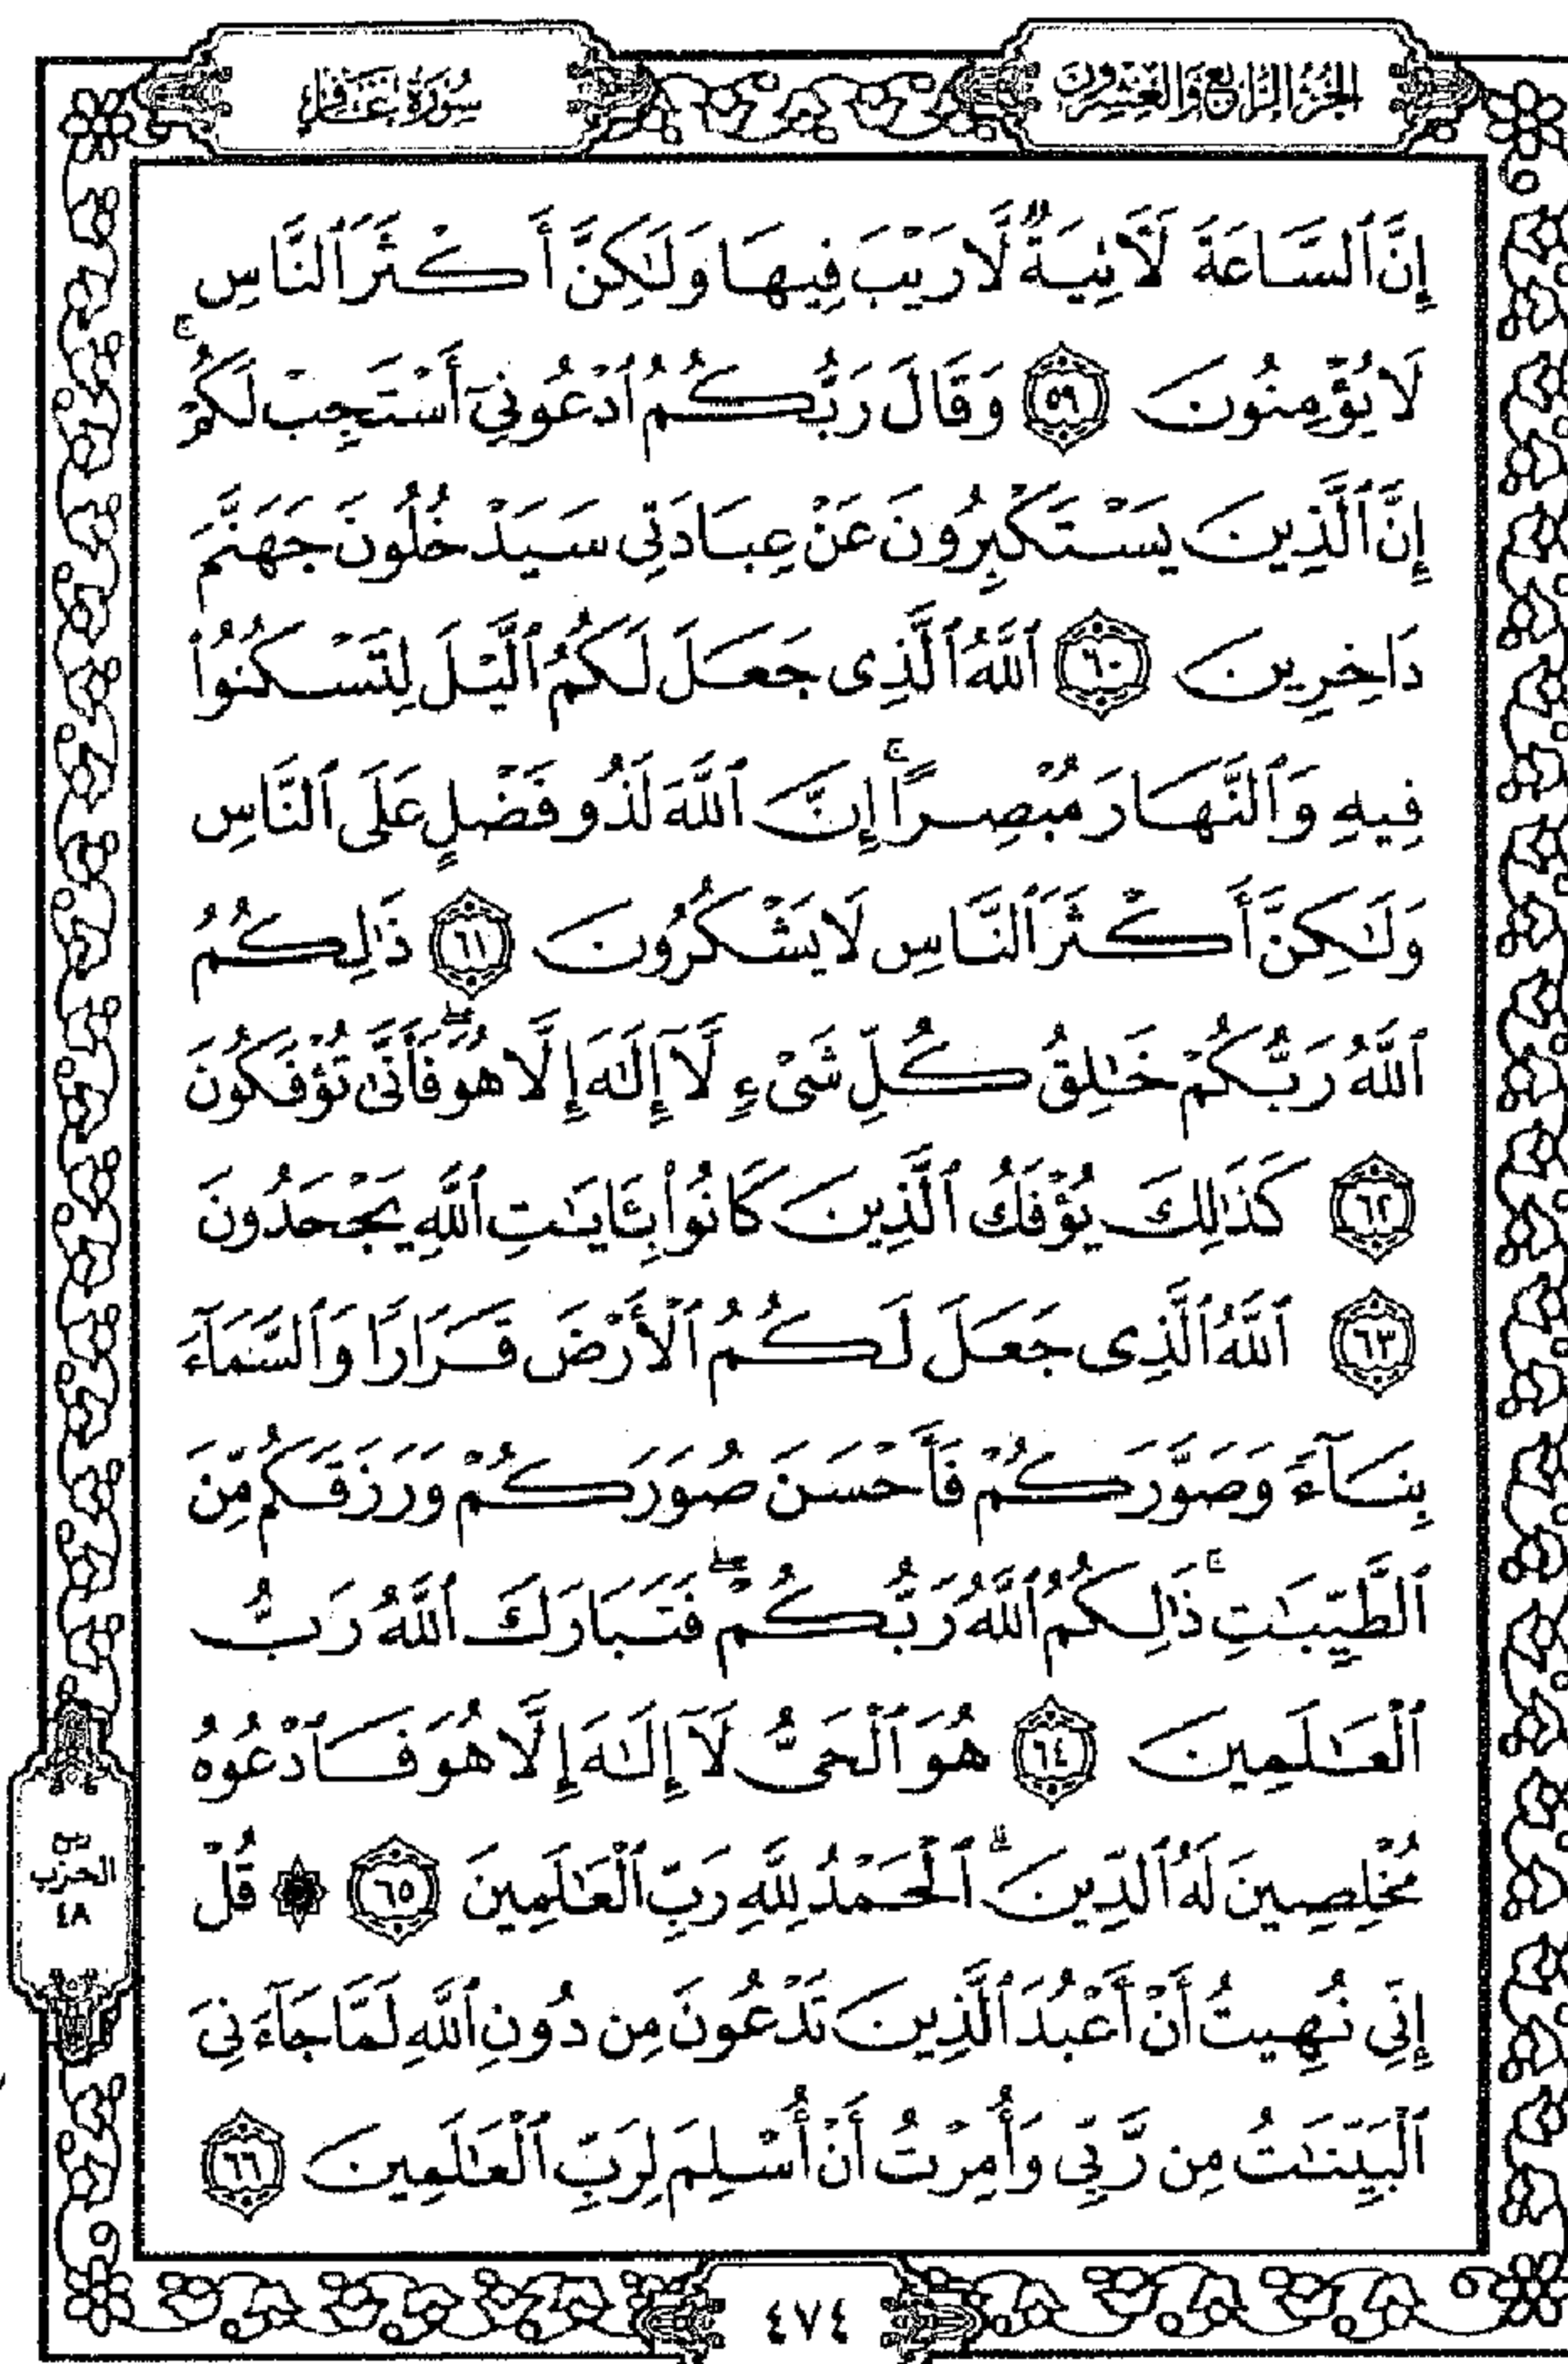 الجزء الرابع والعشرون
سورة غافر
إِنَّ ٱلسَّاعَةَ لَأٓتِيَةٌ لَّا رَيْبَ فِيهَا وَلَٰكِنَّ أَكْثَرَ ٱلنَّاسِ
لَا يُؤْمِنُونَ ٥٩ وَقَالَ رَبُّكُمُ ٱدْعُونِىٓ أَسْتَجِبْ لَكُمْۚ
إِنَّ ٱلَّذِينَ يَسْتَكْبِرُونَ عَنْ عِبَادَتِى سَيَدْخُلُونَ جَهَنَّمَ
دَاخِرِينَ ٦٠ ٱللَّهُ ٱلَّذِى جَعَلَ لَكُمُ ٱلَّيْلَ لِتَسْكُنُوا۟
فِيهِ وَٱلنَّهَارَ مُبْصِرًاۚ إِنَّ ٱللَّهَ لَذُو فَضْلٍ عَلَى ٱلنَّاسِ
وَلَٰكِنَّ أَكْثَرَ ٱلنَّاسِ لَا يَشْكُرُونَ ٦١ ذَٰلِكُمُ
ٱللَّهُ رَبُّكُمْ خَٰلِقُ كُلِّ شَىْءٍ لَّآ إِلَٰهَ إِلَّا هُوَۖ فَأَنَّىٰ تُؤْفَكُونَ
٦٢ كَذَٰلِكَ يُؤْفَكُ ٱلَّذِينَ كَانُوا۟ بِـَٔايَٰتِ ٱللَّهِ يَجْحَدُونَ
٦٣ ٱللَّهُ ٱلَّذِى جَعَلَ لَكُمُ ٱلْأَرْضَ قَرَارًا وَٱلسَّمَآءَ
بِنَآءً وَصَوَّرَكُمْ فَأَحْسَنَ صُوَرَكُمْ وَرَزَقَكُم مِّنَ
ٱلطَّيِّبَٰتِۚ ذَٰلِكُمُ ٱللَّهُ رَبُّكُمْۖ فَتَبَارَكَ ٱللَّهُ رَبُّ
ٱلْعَٰلَمِينَ ٦٤ هُوَ ٱلْحَىُّ لَآ إِلَٰهَ إِلَّا هُوَ فَٱدْعُوهُ
مُخْلِصِينَ لَهُ ٱلدِّينَۗ ٱلْحَمْدُ لِلَّهِ رَبِّ ٱلْعَٰلَمِينَ ٦٥ ۞ قُلْ
إِنِّى نُهِيتُ أَنْ أَعْبُدَ ٱلَّذِينَ تَدْعُونَ مِن دُونِ ٱللَّهِ لَمَّا جَآءَنِىَ
ٱلْبَيِّنَٰتُ مِن رَّبِّى وَأُمِرْتُ أَنْ أُسْلِمَ لِرَبِّ ٱلْعَٰلَمِينَ ٦٦
الحزب
٤٨
٤٧٤